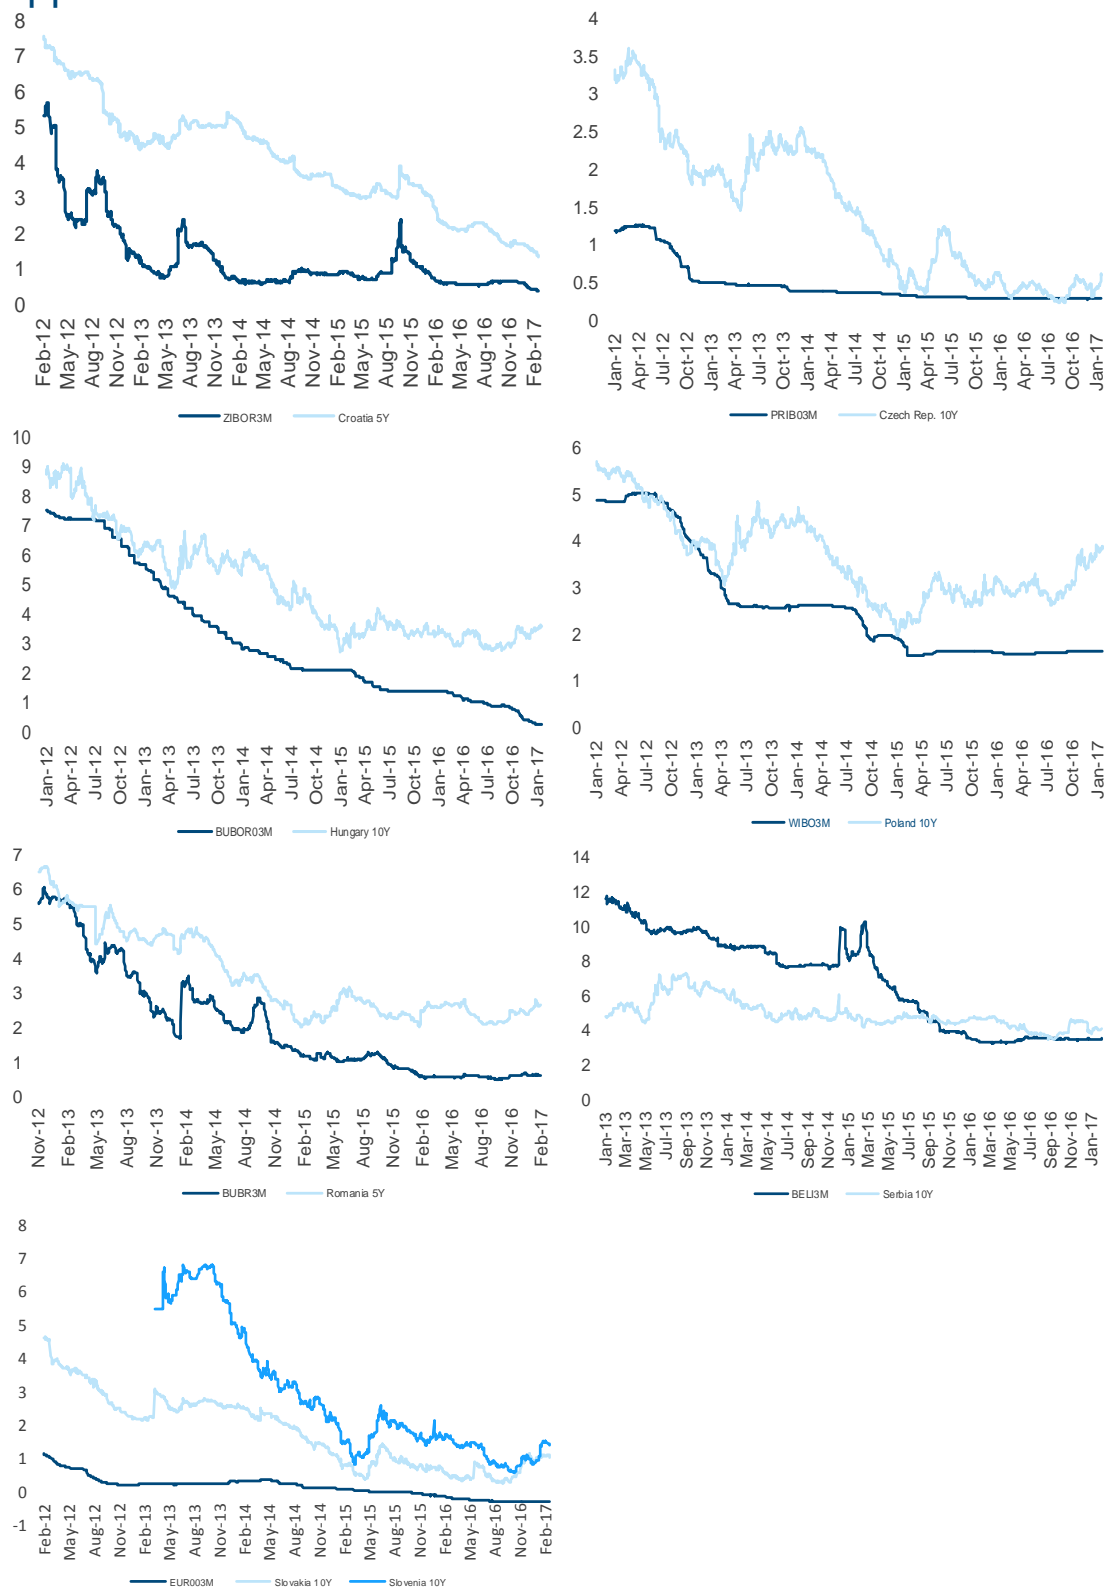 8
7
6
5
4
3
2
1
0
Feb-12
May-12
Aug-12
Nov-12
Feb-13
May-13
Aug-13
Nov-13
Feb-14
May-14
Aug-14
Nov-14
Feb-15
May-15
Aug-15
Nov-15
Feb-16
May-16
Aug-16
Nov-16
Feb-17
ZIBOR3M Croatia 5Y
4
3.5
3
2.5
2
1.5
1
0.5
0
Jan-12
Apr-12
Jul-12
Oct-12
Jan-13
Apr-13
Jul-13
Oct-13
Jan-14
Apr-14
Jul-14
Oct-14
Jan-15
Apr-15
Jul-15
Oct-15
Jan-16
Apr-16
Jul-16
Oct-16
Jan-17
PRIB03M Czech Rep. 10Y
10
9
8
7
6
5
4
3
2
1
0
Jan-12
Apr-12
Jul-12
Oct-12
Jan-13
Apr-13
Jul-13
Oct-13
Jan-14
Apr-14
Jul-14
Oct-14
Jan-15
Apr-15
Jul-15
Oct-15
Jan-16
Apr-16
Jul-16
Oct-16
Jan-17
BUBOR03M Hungary 10Y
6
5
4
3
2
1
0
Jan-12
Apr-12
Jul-12
Oct-12
Jan-13
Apr-13
Jul-13
Oct-13
Jan-14
Apr-14
Jul-14
Oct-14
Jan-15
Apr-15
Jul-15
Oct-15
Jan-16
Apr-16
Jul-16
Oct-16
Jan-17
WIBO3M Poland 10Y
7
6
5
4
3
2
1
0
Nov-12
Feb-13
May-13
Aug-13
Nov-13
Feb-14
May-14
Aug-14
Nov-14
Feb-15
May-15
Aug-15
Nov-15
Feb-16
May-16
Aug-16
Nov-16
Feb-17
BUBR3M Romania 5Y
14
12
10
8
6
4
2
0
Jan-13
Mar-13
May-13
Jul-13
Sep-13
Nov-13
Jan-14
Mar-14
May-14
Jul-14
Sep-14
Nov-14
Jan-15
Mar-15
May-15
Jul-15
Sep-15
Nov-15
Jan-16
Mar-16
May-16
Jul-16
Sep-16
Nov-16
Jan-17
BELI3M Serbia 10Y
8
7
6
5
4
3
2
1
0
-1
Feb-12
May-12
Aug-12
Nov-12
Feb-13
May-13
Aug-13
Nov-13
Feb-14
May-14
Aug-14
Nov-14
Feb-15
May-15
Aug-15
Nov-15
Feb-16
May-16
Aug-16
Nov-16
Feb-17
EUR003M Slovakia 10Y Slovenia 10Y